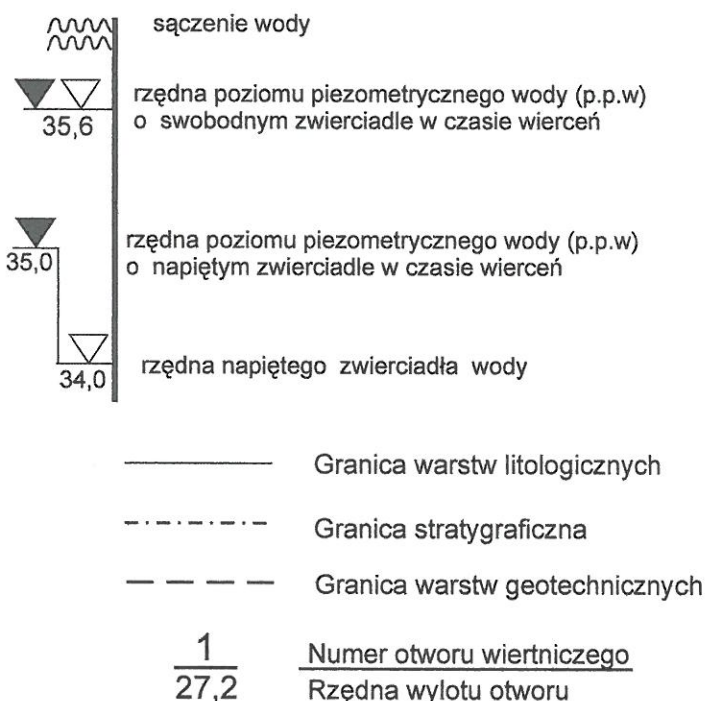 sączenie wody
rzędna poziomu piezometrycznego wody (p.p.w)
35,6 o swobodnym zwierciadle w czasie wierceń
rzędna poziomu piezometrycznego wody (p.p.w)
35,0 o napiętym zwierciadle w czasie wierceń
rzędna napiętego zwierciadła wody
34,0
Granica warstw litologicznych
Granica stratygraficzna
Granica warstw geotechnicznych
1 Numer otworu wiertniczego
27,2 Rzędna wylotu otworu